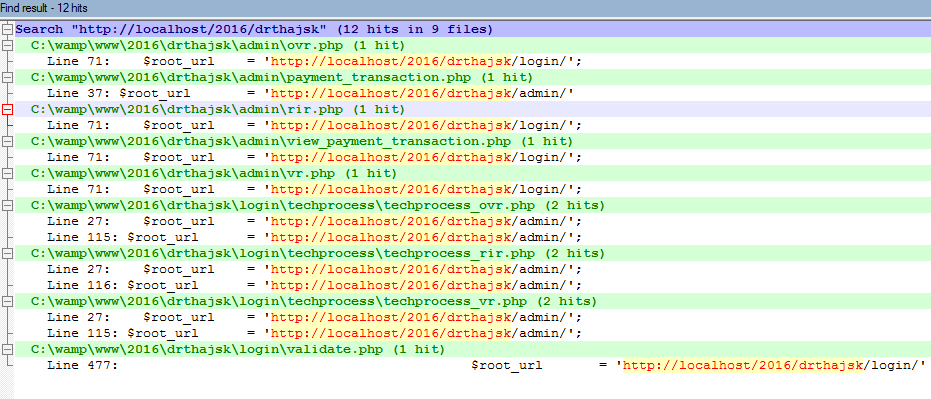 Find result - 12 hits
Search "http://localhost/2016/drthajsk" (12 hits in 9 files)
C:\wamp\www\2016\drthajsk\admin\ovr.php (1 hit)
Line 71: $root_url = 'http://localhost/2016/drthajsk/login/';
C:\wamp\www\2016\drthajsk\admin\payment_transaction.php (1 hit)
Line 37: $root_url = 'http://localhost/2016/drthajsk/admin/'
C:\wamp\www\2016\drthajsk\admin\rir.php (1 hit)
Line 71: $root_url = 'http://localhost/2016/drthajsk/login/';
C:\wamp\www\2016\drthajsk\admin\view_payment_transaction.php (1 hit)
Line 71: $root_url = 'http://localhost/2016/drthajsk/login/';
C:\wamp\www\2016\drthajsk\admin\vr.php (1 hit)
Line 71: $root_url = 'http://localhost/2016/drthajsk/login/';
C:\wamp\www\2016\drthajsk\login\techprocess\techprocess_ovr.php (2 hits)
Line 27: $root_url = 'http://localhost/2016/drthajsk/admin/';
Line 115: $root_url = 'http://localhost/2016/drthajsk/admin/';
C:\wamp\www\2016\drthajsk\login\techprocess\techprocess_rir.php (2 hits)
Line 27: $root_url = 'http://localhost/2016/drthajsk/admin/';
Line 116: $root_url = 'http://localhost/2016/drthajsk/admin/';
C:\wamp\www\2016\drthajsk\login\techprocess\techprocess_vr.php (2 hits)
Line 27: $root_url = 'http://localhost/2016/drthajsk/admin/';
Line 115: $root_url = 'http://localhost/2016/drthajsk/admin/';
C:\wamp\www\2016\drthajsk\login\validate.php (1 hit)
Line 477: $root_url = 'http://localhost/2016/drthajsk/login/'